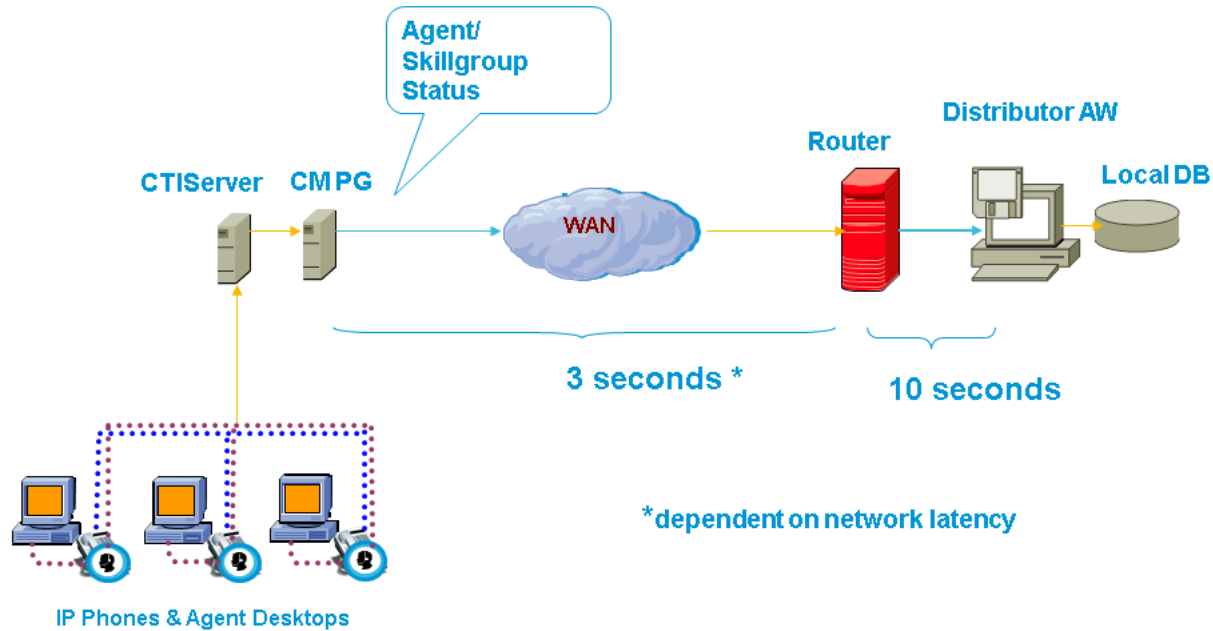 Agent/
Skillgroup
Status
CTIServer
CM PG
WAN
Router
Distributor AW
Local DB
3 seconds *
10 seconds
*dependent on network latency
IP Phones & Agent Desktops